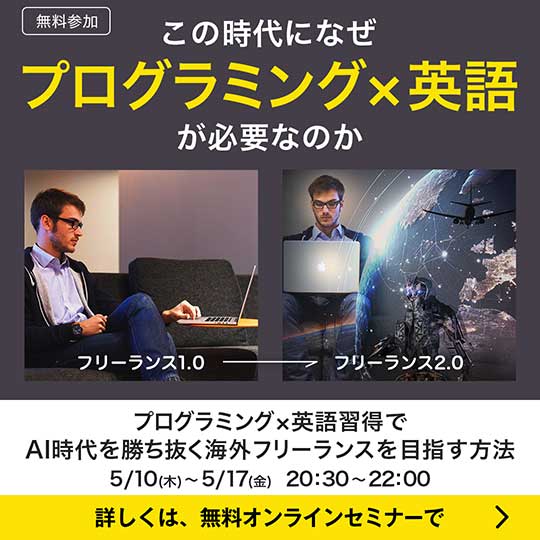 無料参加
この時代になぜ
プログラミング×英語
が必要なのか
フリーランス1.0
フリーランス2.0
プログラミング×英語習得で
AI時代を勝ち抜く海外フリーランスを目指す方法
5/10(木)～5/17(金) 20:30～22:00
詳しくは、無料オンラインセミナーで